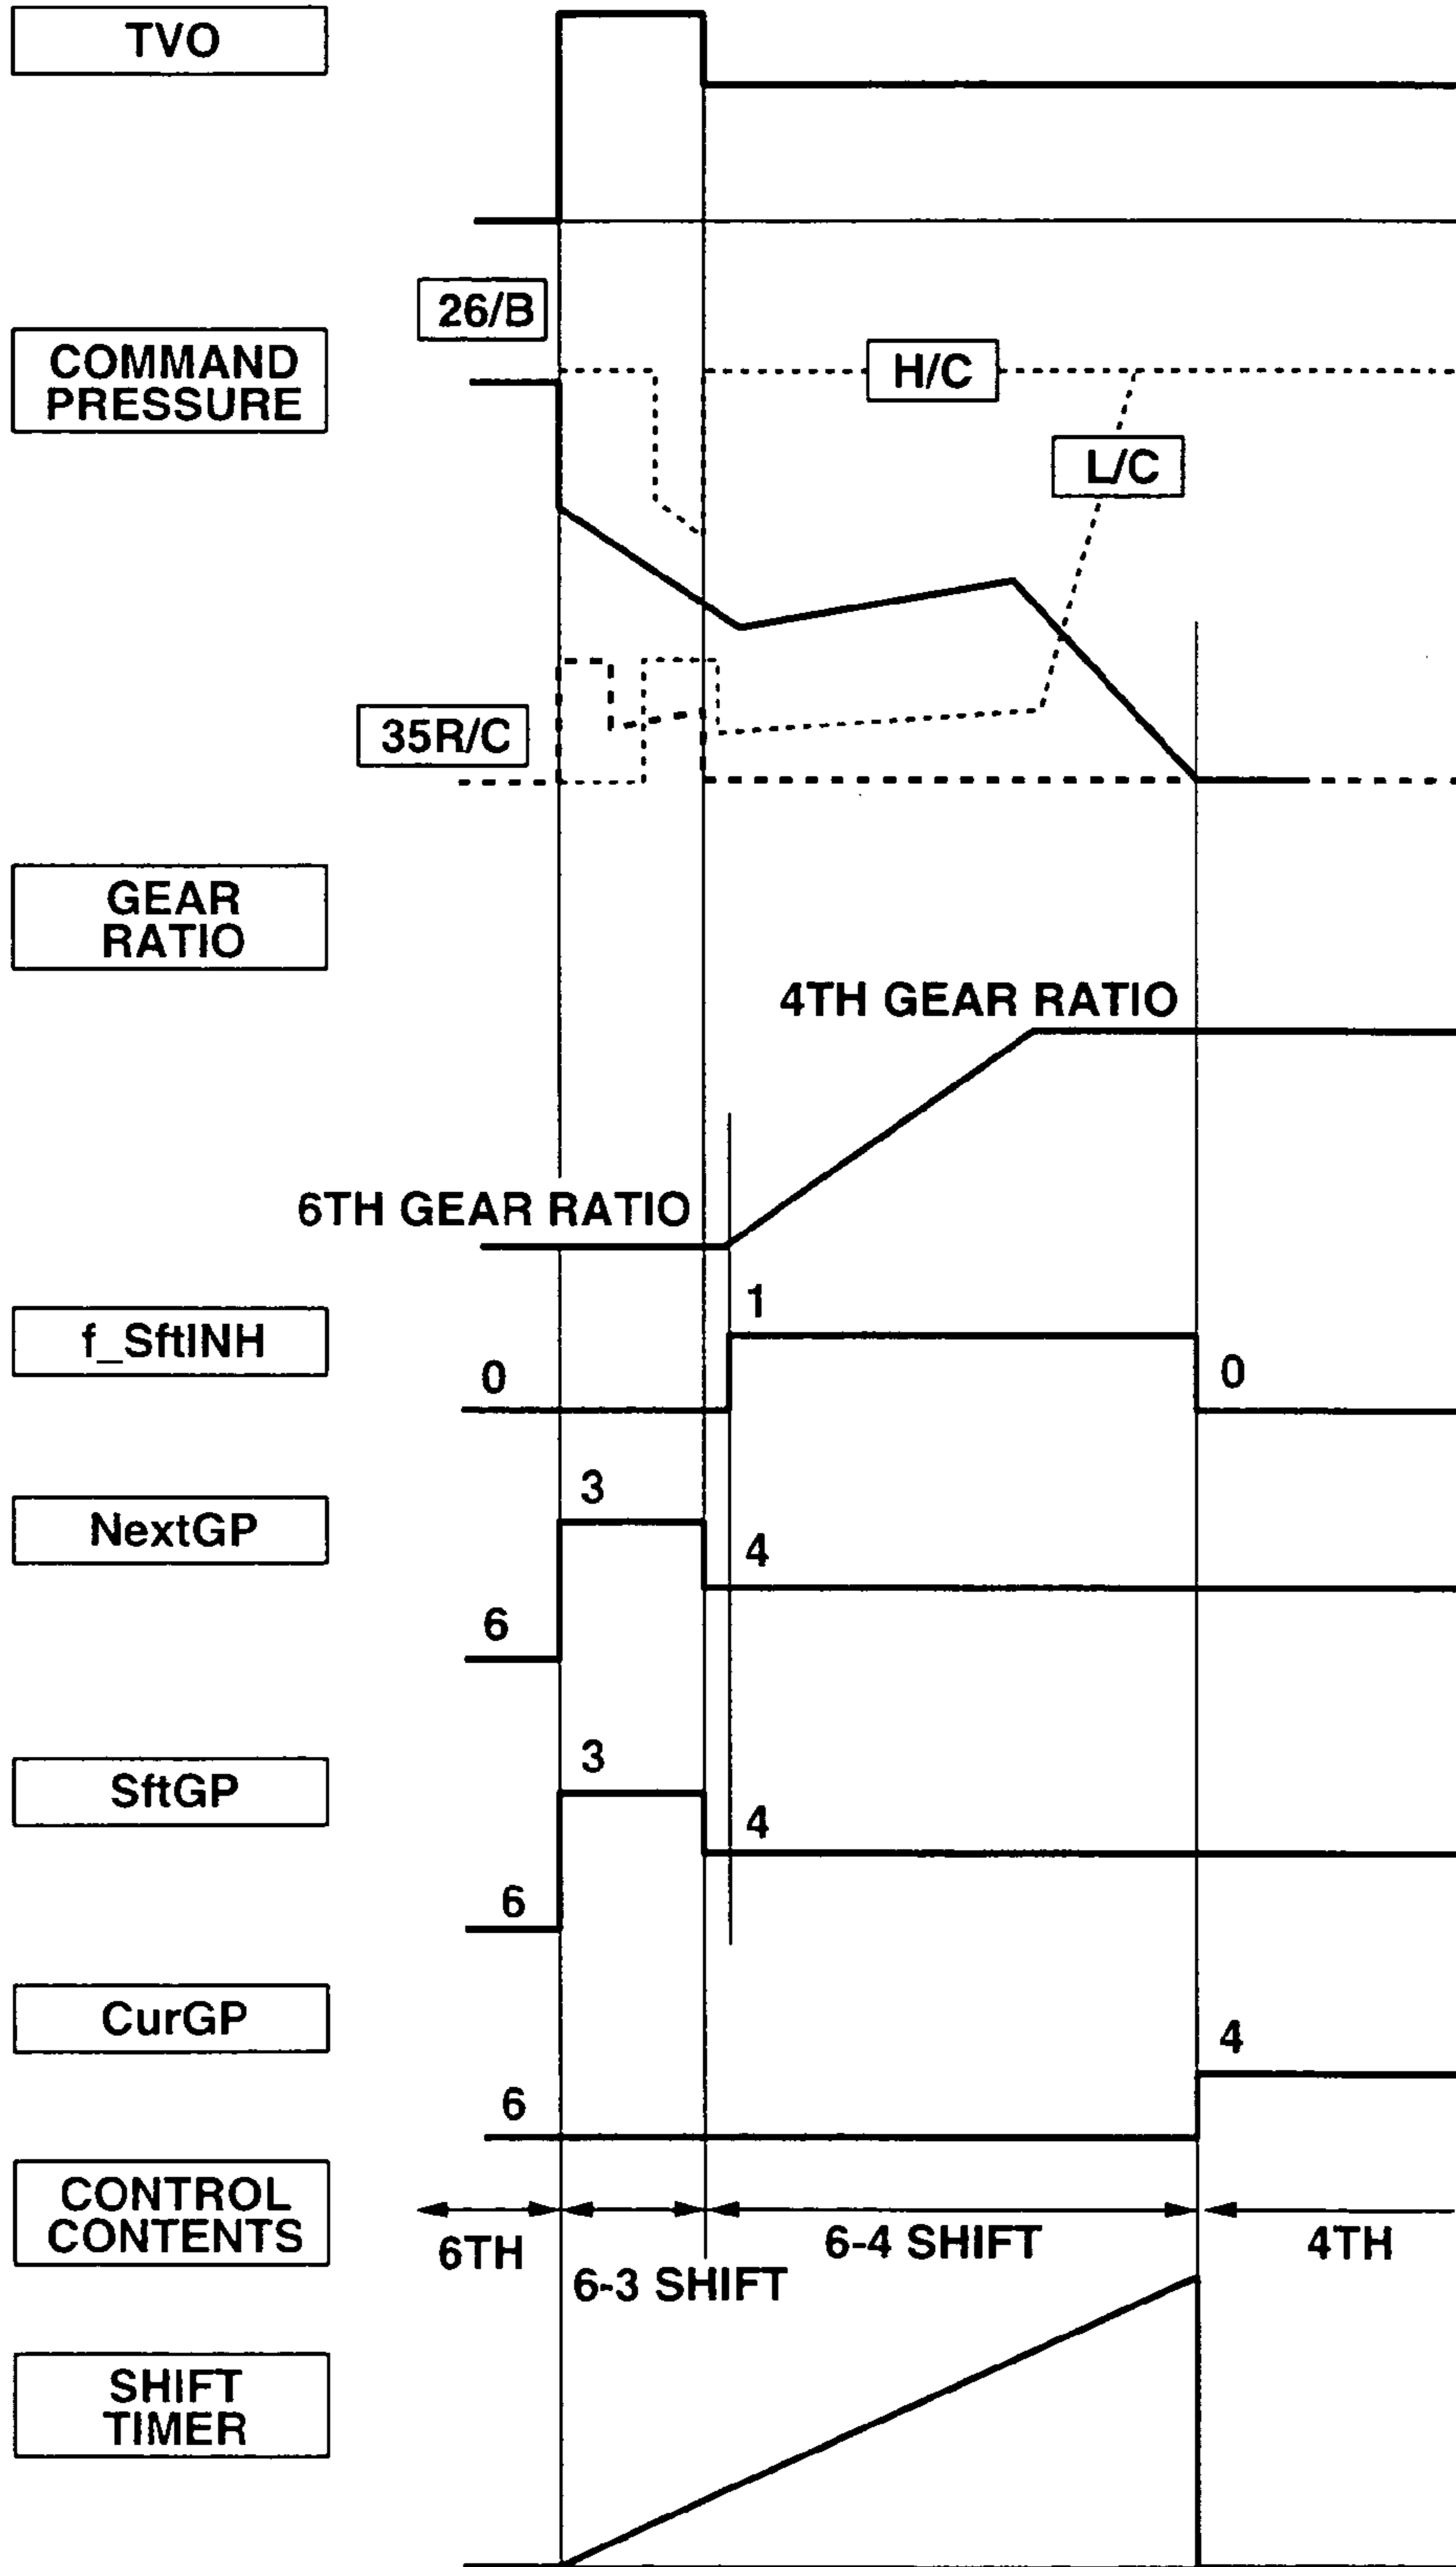 TVO
26/B
COMMAND
PRESSURE
H/C
L/C
35R/C
GEAR
RATIO
4TH GEAR RATIO
6TH GEAR RATIO
1
f_SftINH
0
0
3
NextGP
4
6
3
SftGP
4
6
CurGP
4
6
CONTROL
CONTENTS
6TH
6-4 SHIFT
4TH
6-3 SHIFT
SHIFT
TIMER